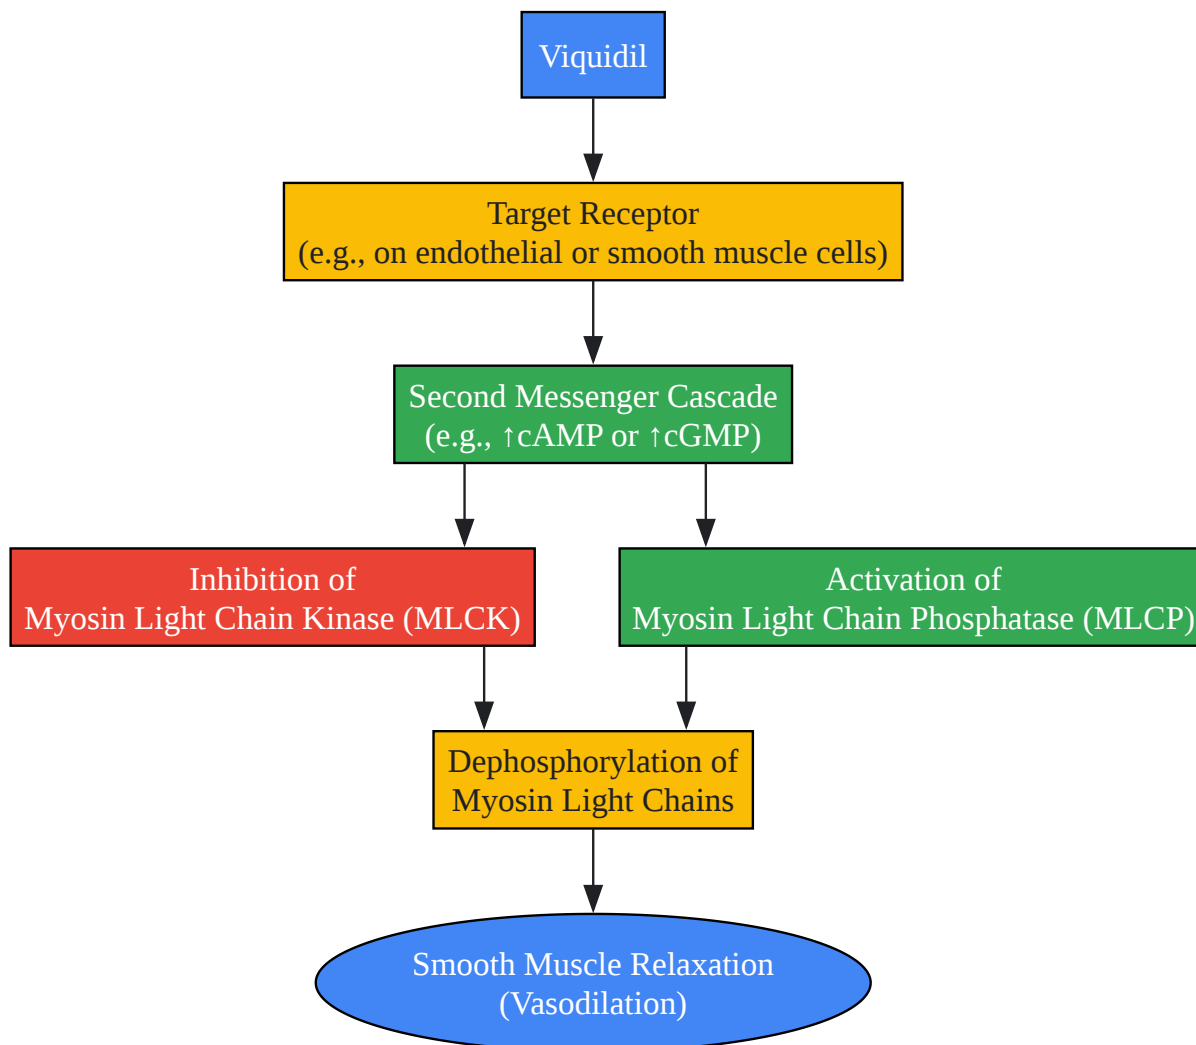 Viquidil
Target Receptor
(e.g., on endothelial or smooth muscle cells)
Second Messenger Cascade
(e.g., ↑cAMP or ↑cGMP)
Inhibition of
Myosin Light Chain Kinase (MLCK)
Activation of
Myosin Light Chain Phosphatase (MLCP)
Dephosphorylation of
Myosin Light Chains
Smooth Muscle Relaxation
(Vasodilation)